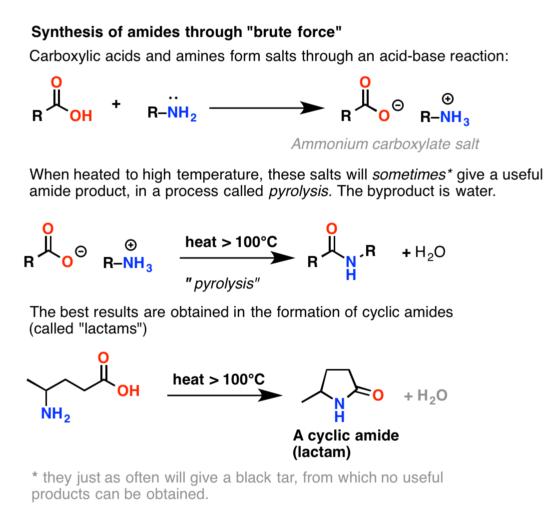 Synthesis of amides through "brute force"
Carboxylic acids and amines form salts through an acid-base reaction:
O
R OH + R–NH2 R O ⊖ ⊕ R–NH3
Ammonium carboxylate salt
When heated to high temperature, these salts will sometimes* give a useful
amide product, in a process called pyrolysis. The byproduct is water.
O
R O ⊖ ⊕ R–NH3 heat > 100°C O R N H R + H2O
"pyrolysis"
The best results are obtained in the formation of cyclic amides
(called "lactams")
O
OH
NH2
heat > 100°C
N
H
O
+ H2O
A cyclic amide
(lactam)
* they just as often will give a black tar, from which no useful
products can be obtained.